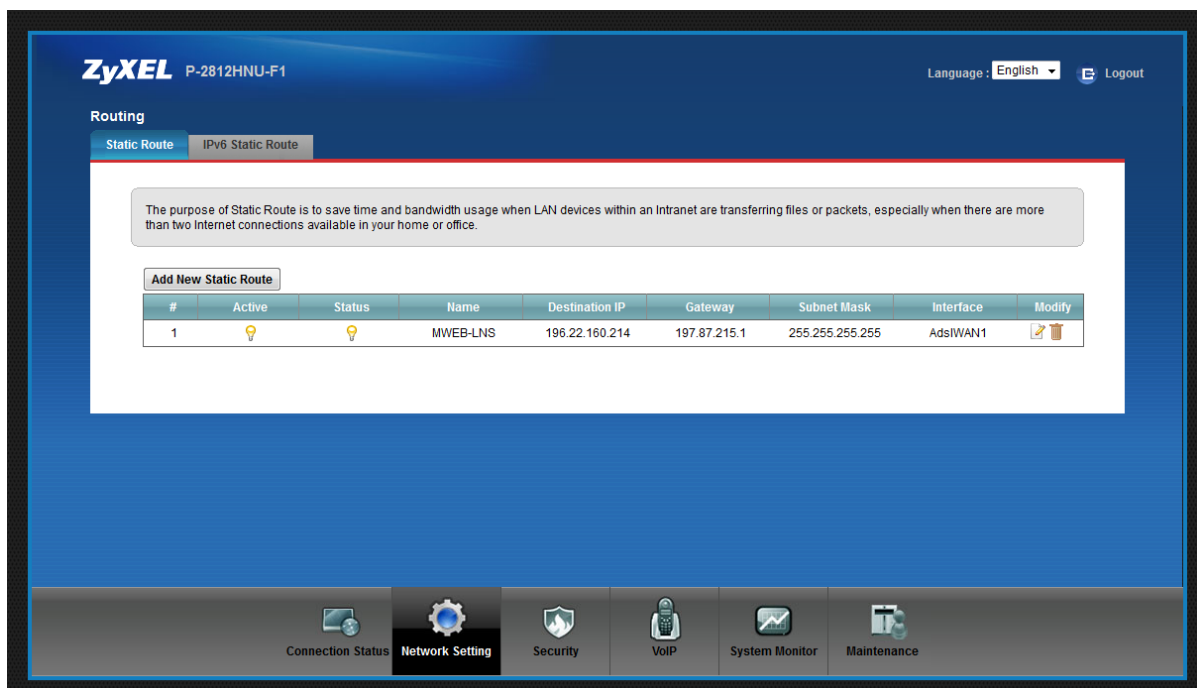 ZyXEL P-2812HNU-F1
Language : English
Logout
Routing
Static Route
IPv6 Static Route
The purpose of Static Route is to save time and bandwidth usage when LAN devices within an Intranet are transferring files or packets, especially when there are more
than two Internet connections available in your home or office.
Add New Static Route
# Active Status Name Destination IP Gateway Subnet Mask Interface Modify
1 MWEB-LNS 196.22.160.214 197.87.215.1 255.255.255.255 AdslWAN1
Connection Status Network Setting Security VoIP System Monitor Maintenance